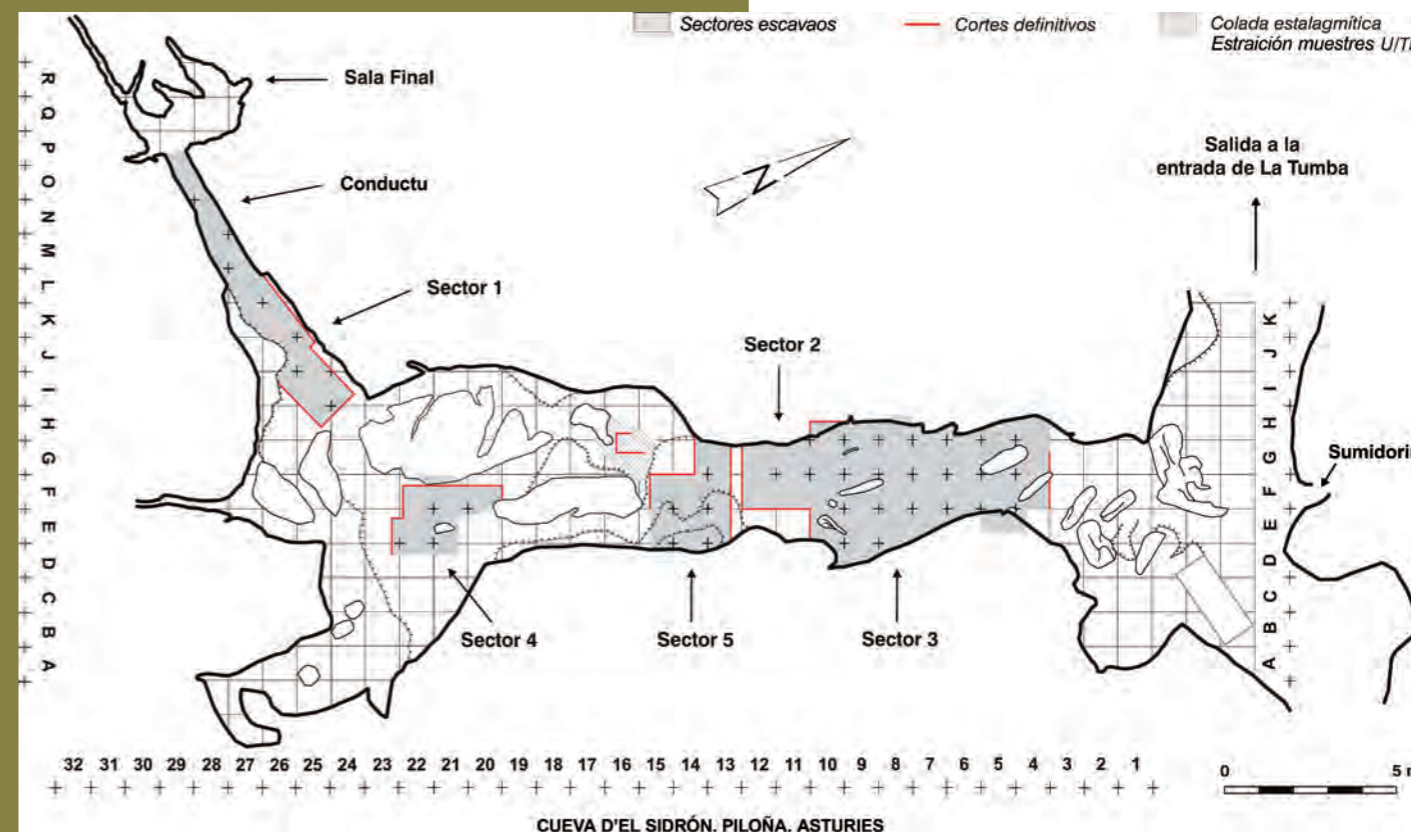 Sectores escavaos
Cortes definitivos
Colada estalagmítica
Estraición muestres
Sala Final
Conductu
Sector 1
Salida a la
entrada de La Tumba
Sector 2
Sector 4
Sector 5
Sector 3
N
R
Q
P
O
N
M
L
K
J
I
H
G
F
E
D
C
B
A
K
J
I
H
G
F
E
D
C
B
A
32 31 30 29 28 27 26 25 24 23 22 21 20 19 18 17 16 15 14 13 12 11 10 9 8 7 6 5 4 3 2 1
0 5
CUEVA D'EL SIDRÓN. PILOÑA. ASTURIES